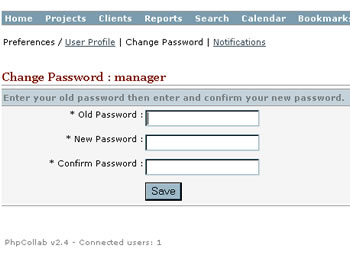 Home Projects Clients Reports Search Calendar Bookmark
Preferences / User Profile | Change Password | Notifications
Change Password : manager
Enter your old password then enter and confirm your new password.
* Old Password :
* New Password :
* Confirm Password :
Save
PhpCollab v2.4 - Connected users: 1